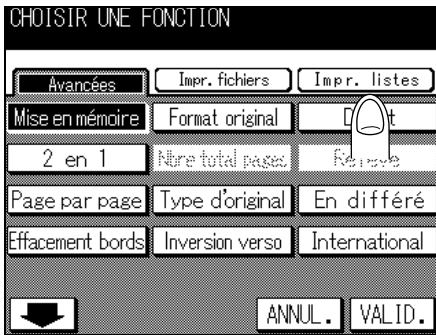 CHOISIR UNE FONCTION
Avancées Impr. fichiers Impr. listes
Mise en mémoire Format original
2 en 1 Nbre total pages
Page par page Type d'original En différé
Effacement bords Inversion verso International
ANNUL. VALID.